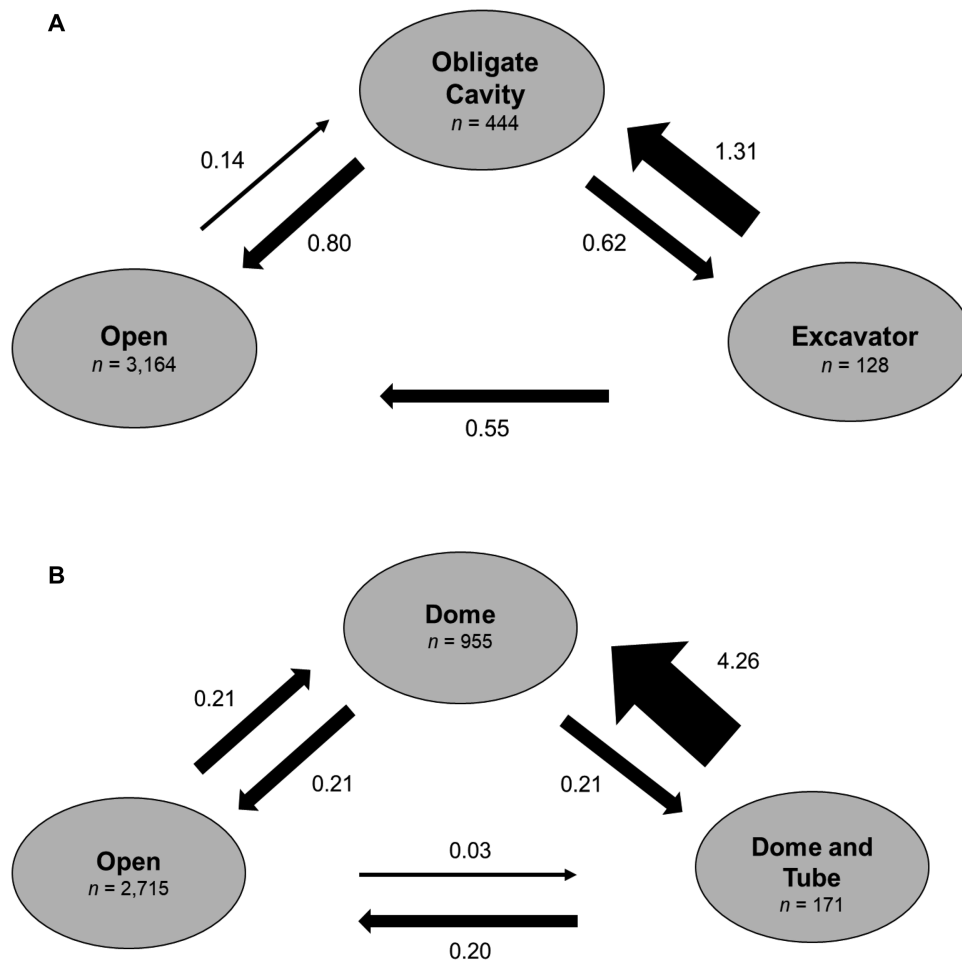 A
Obligate
Cavity
n = 444
0.14
1.31
0.80
0.62
Open
n = 3,164
Excavator
n = 128
0.55
B
Dome
n = 955
4.26
0.21
0.21
0.21
Open
n = 2,715
0.03
Dome and
Tube
n = 171
0.20